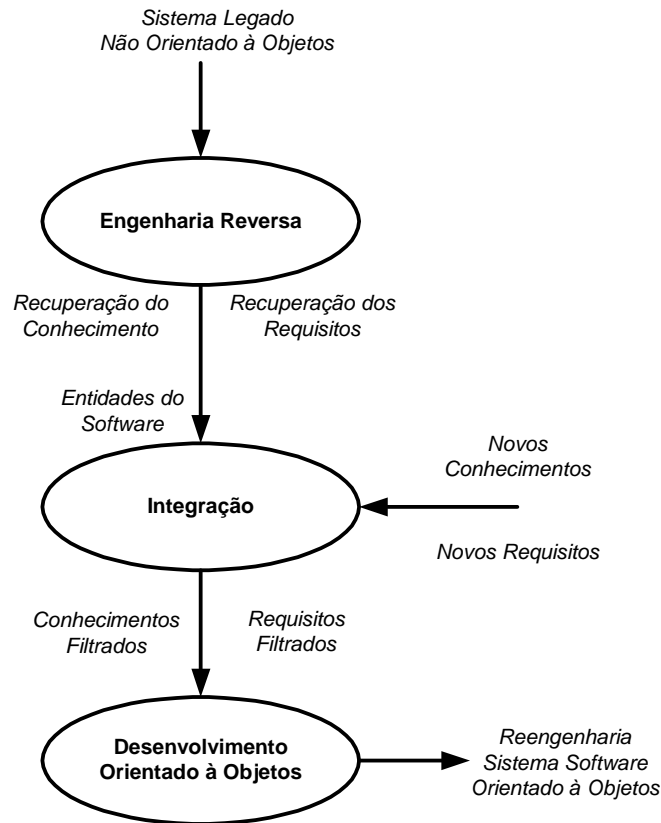 Sistema Legado
Não Orientado à Objetos
Engenharia Reversa
Recuperação do
Conhecimento
Recuperação dos
Requisitos
Entidades do
Software
Novos
Conhecimentos
Integração
Novos Requisitos
Conhecimentos
Filtrados
Requisitos
Filtrados
Desenvolvimento
Orientado à Objetos
Reengenharia
Sistema Software
Orientado à Objetos